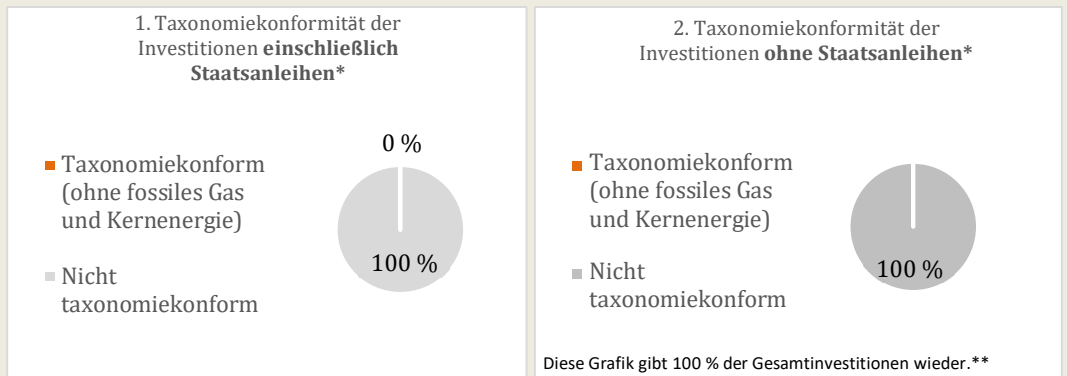 1. Taxonomiekonformität der
Investitionen einschließlich
Staatsanleihen*
0 %
Taxonomiekonform
(ohne fossiles Gas
und Kernenergie)
100 %
Nicht
taxonomiekonform
2. Taxonomiekonformität der
Investitionen ohne Staatsanleihen*
Taxonomiekonform
(ohne fossiles Gas
und Kernenergie)
100 %
Nicht
taxonomiekonform
Diese Grafik gibt 100 % der Gesamtinvestitionen wieder.**